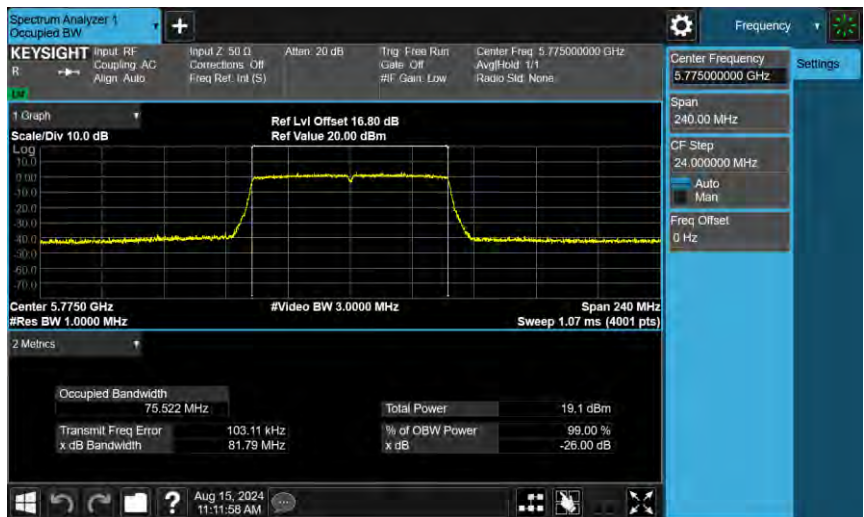 Spectrum Analyzer 1
Occupied BW
+
Frequency
KEYSIGHT
R
Input: RF
Coupling: AC
Align: Auto
Input Z: 50 Ω
Corrections: Off
Freq Ref: Int (S)
Atten: 20 dB
Trig: Free Run
Gate: Off
#IF Gain: Low
Center Freq: 5.775000000 GHz
Avg|Hold: 1/1
Radio Std: None
1 Graph
Scale/Div 10.0 dB
Ref Lvl Offset 16.80 dB
Ref Value 20.00 dBm
Log
10.0
0.00
-10.0
-20.0
-30.0
-40.0
-50.0
-60.0
-70.0
Center 5.7750 GHz
#Res BW 1.0000 MHz
#Video BW 3.0000 MHz
Span 240 MHz
Sweep 1.07 ms (4001 pts)
2 Metrics
Occupied Bandwidth
75.522 MHz
Transmit Freq Error 103.11 kHz
x dB Bandwidth 81.79 MHz
Total Power 19.1 dBm
% of OBW Power 99.00 %
x dB -26.00 dB
Center Frequency
5.775000000 GHz
Span
240.00 MHz
CF Step
24.000000 MHz
Auto
Man
Freq Offset
0 Hz
Settings
?
Aug 15, 2024
11:11:58 AM